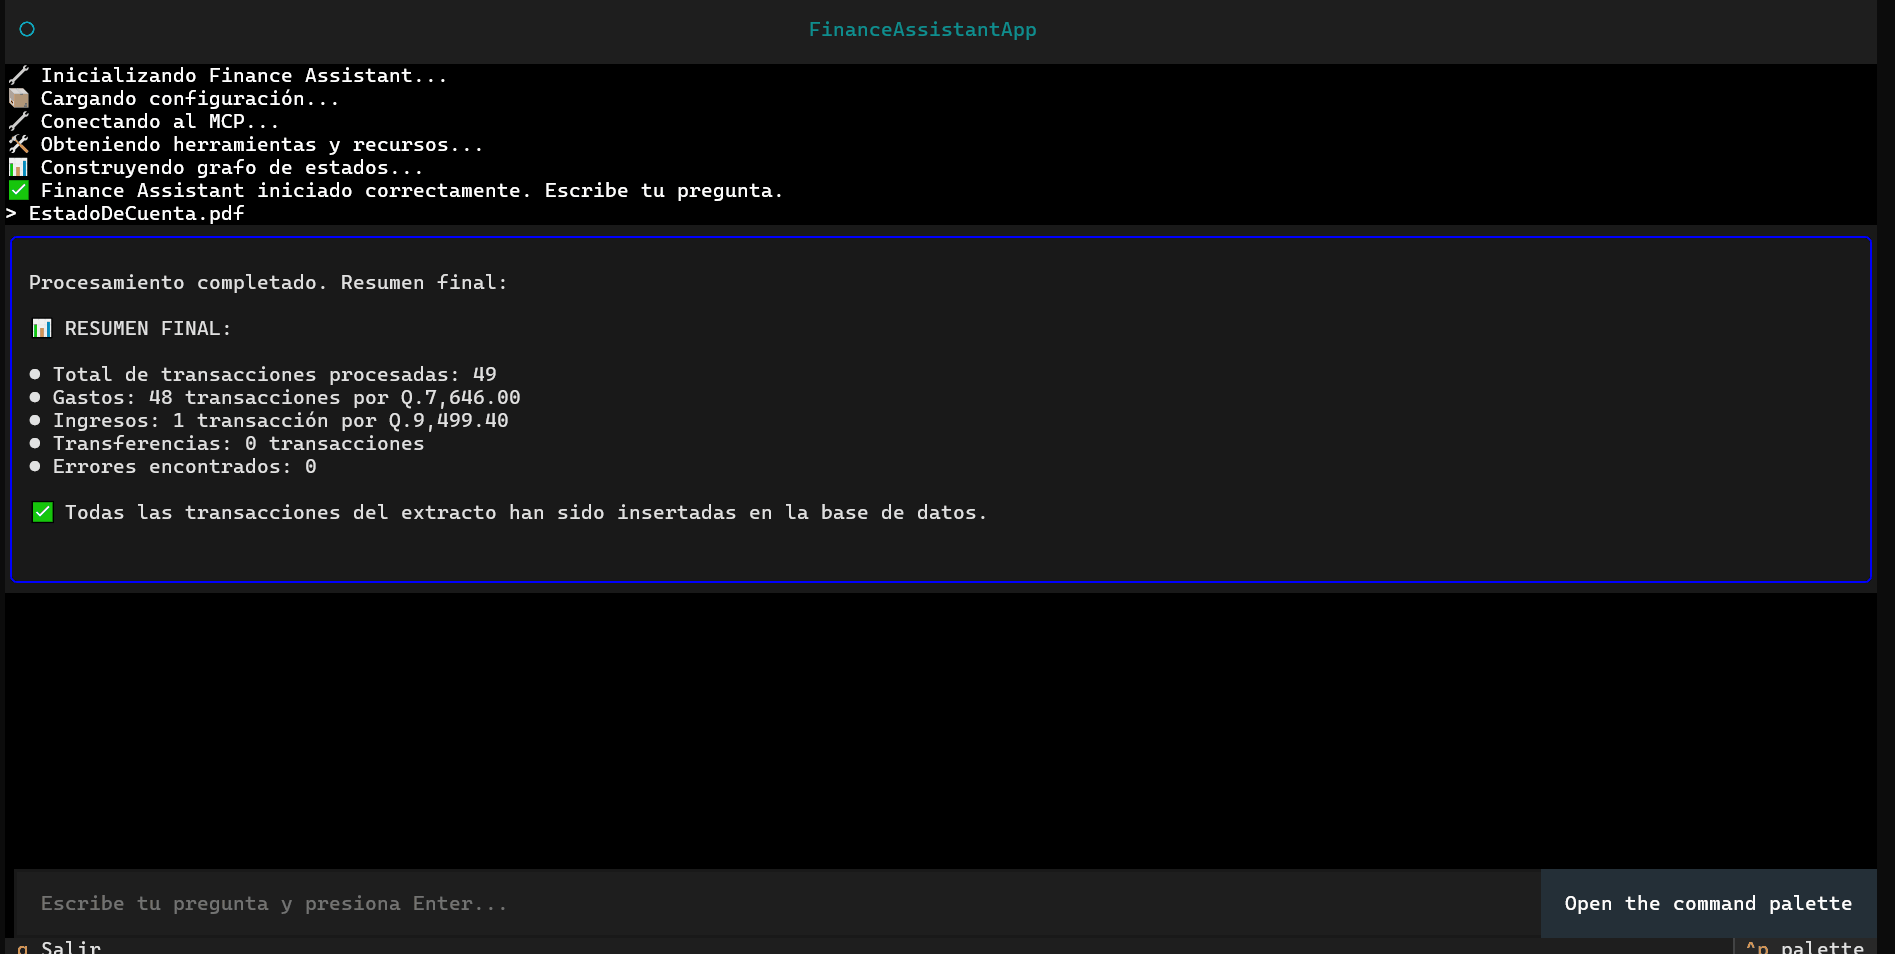 FinanceAssistantApp
Inicializando Finance Assistant...
Cargando configuración...
Conectando al MCP...
Obteniendo herramientas y recursos...
Construyendo grafo de estados...
Finance Assistant iniciado correctamente. Escribe tu pregunta.
> EstadoDeCuenta.pdf
Procesamiento completado. Resumen final:
RESUMEN FINAL:
• Total de transacciones procesadas: 49
• Gastos: 48 transacciones por Q.7,646.00
• Ingresos: 1 transacción por Q.9,499.40
• Transferencias: 0 transacciones
• Errores encontrados: 0
Todas las transacciones del extracto han sido insertadas en la base de datos.
Escribe tu pregunta y presiona Enter...
Open the command palette
q Salir
^p palette